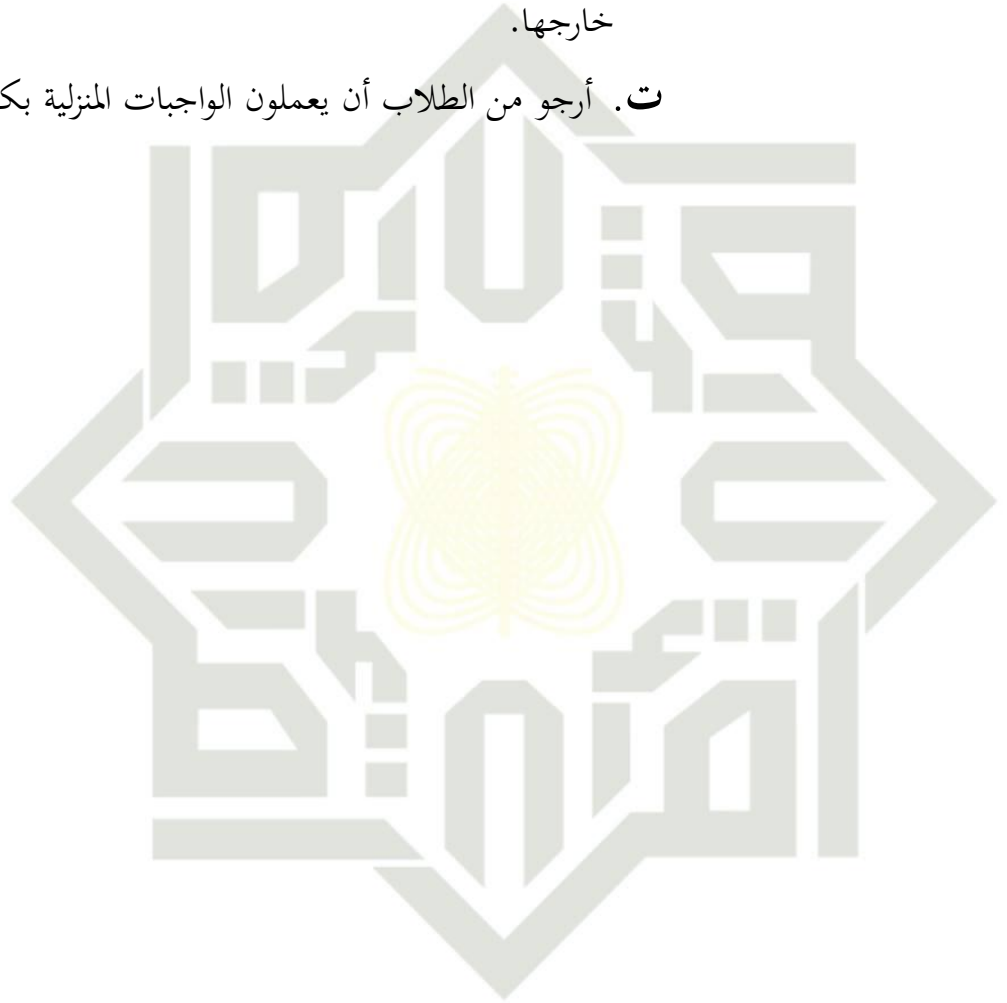 خارجها.
ت. أرجو من الطلاب أن يعملون الواجبات المنزلية